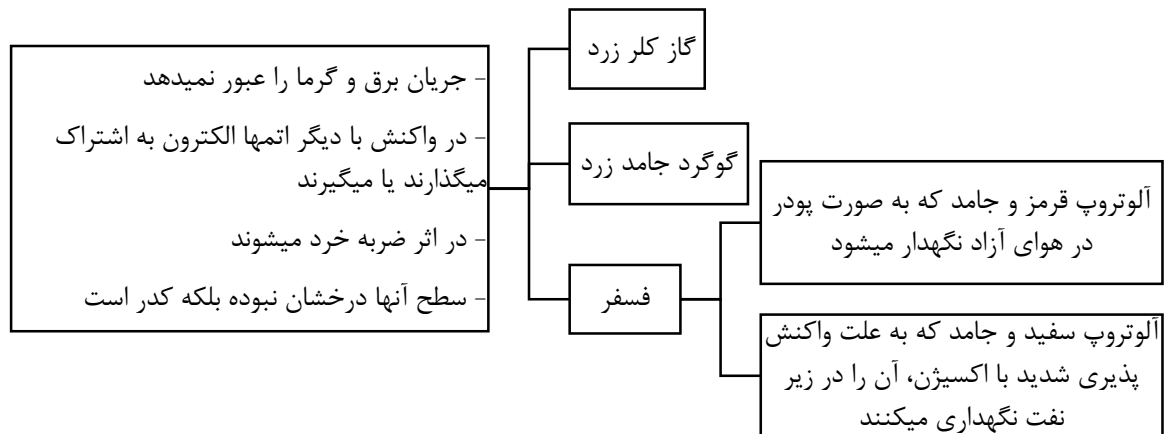 - جریان برق و گرما را عبور نمیدهد
- در واکنش با دیگر اتمها الکترون به اشتراک
میگذارند یا میگیرند
- در اثر ضربه خرد میشوند
- سطح آنها درخشان نبوده بلکه کدر است
گاز کلر زرد
گوگرد جامد زرد
فسفر
آلوتروپ قرمز و جامد که به صورت پودر
در هوای آزاد نگهدار میشود
آلوتروپ سفید و جامد که به علت واکنش
پذیری شدید با اکسیژن، آن را در زیر
نفت نگهداری میکنند